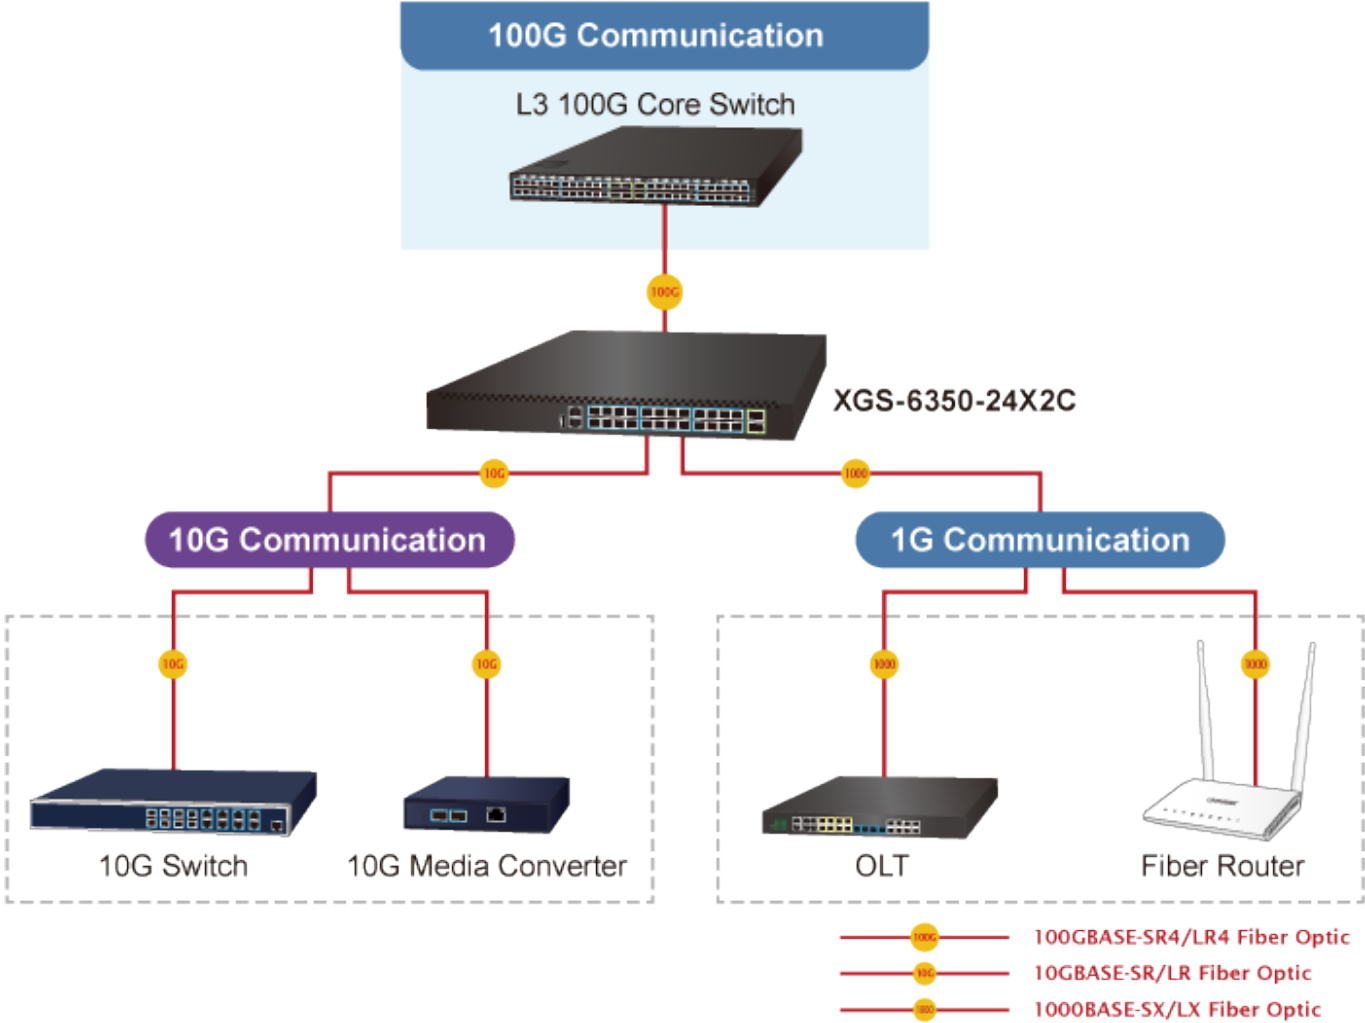 100G Communication
L3 100G Core Switch
100G
XGS-6350-24X2C
10G
1000
10G Communication
1G Communication
10G
10G
1000
1000
10G Switch
10G Media Converter
OLT
Fiber Router
100G
100GBASE-SR4/LR4 Fiber Optic
10G
10GBASE-SR/LR Fiber Optic
1000
1000BASE-SX/LX Fiber Optic